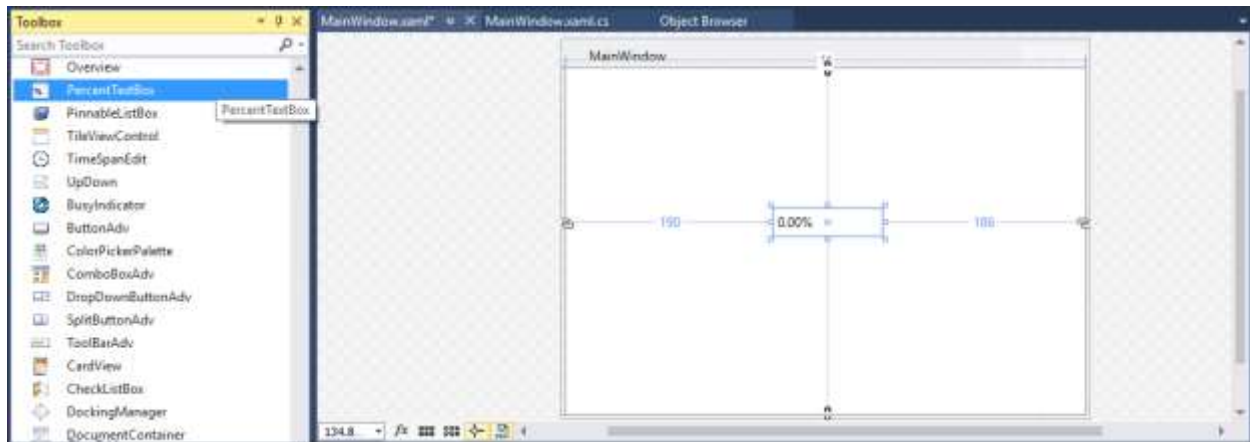 Toolbox
Search Toolbox
Overview
PercentTextBox
PercentTextBox
PinnableListBox
TileViewControl
TimeSpanEdit
UpDown
BusyIndicator
ButtonAdv
ColorPickerPalette
ComboBoxAdv
DropDownButtonAdv
SplitButtonAdv
ToolBarAdv
CardView
CheckListBox
DockingManager
DocumentContainer
MainWindow.xaml* MainWindow.xaml.cs Object Browser
MainWindow
190 0.00% 186
134.8 fx